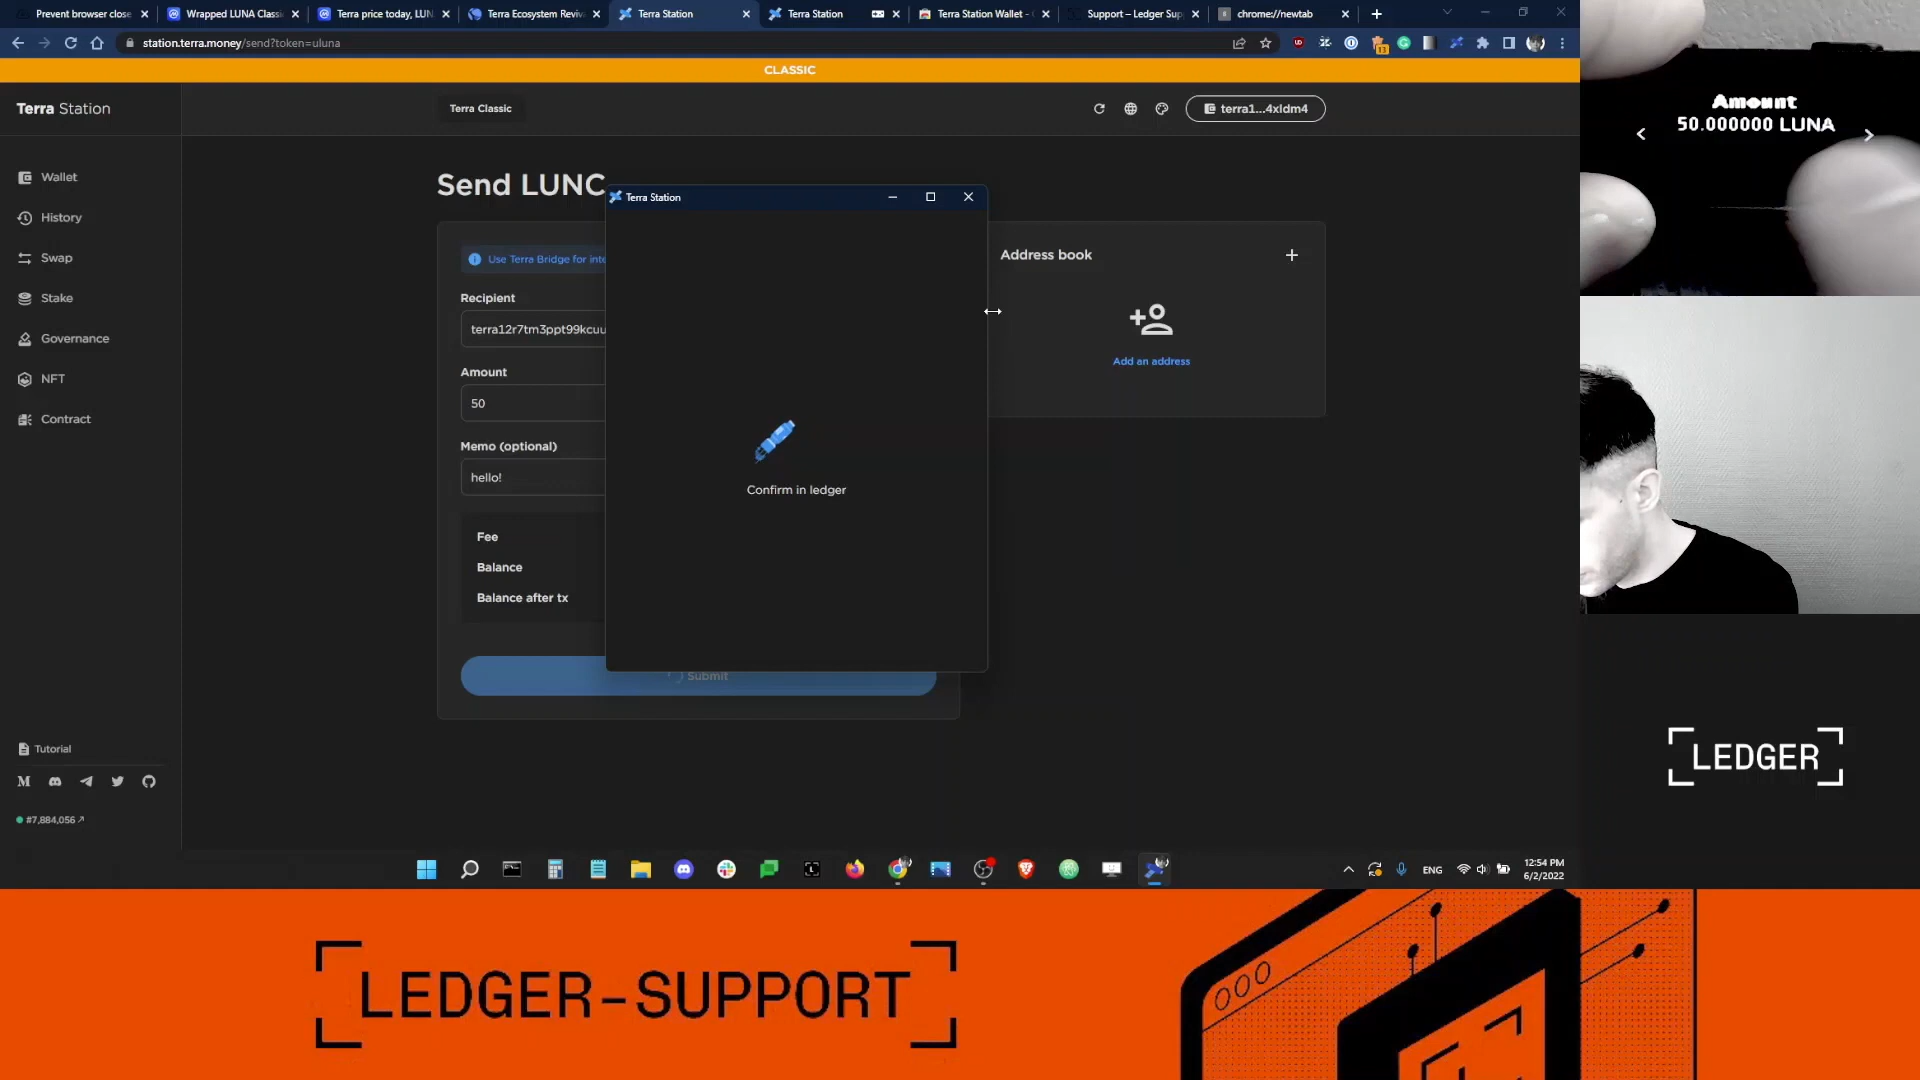 Prevent browser close
Wrapped LUNA Classi
Terra price today, LUN
Terra Ecosystem Reviv
Terra Station
Terra Station
Terra Station Wallet -
Support – Ledger Sup
chrome://newtab
station.terra.money/send?token=uluna
13
CLASSIC
Terra Station
Terra Classic
terra1...4xldm4
Wallet
History
Swap
Stake
Governance
NFT
Contract
Send LUNC
Use Terra Bridge for inte
Recipient
terra12r7tm3ppt99kcuu
Amount
50
Memo (optional)
hello!
Fee
Balance
Balance after tx
Submit
Terra Station
Confirm in ledger
Address book
Add an address
Tutorial
#7,884,056
ENG
12:54 PM
6/2/2022
Amount
50.000000 LUNA
LEDGER
LEDGER-SUPPORT